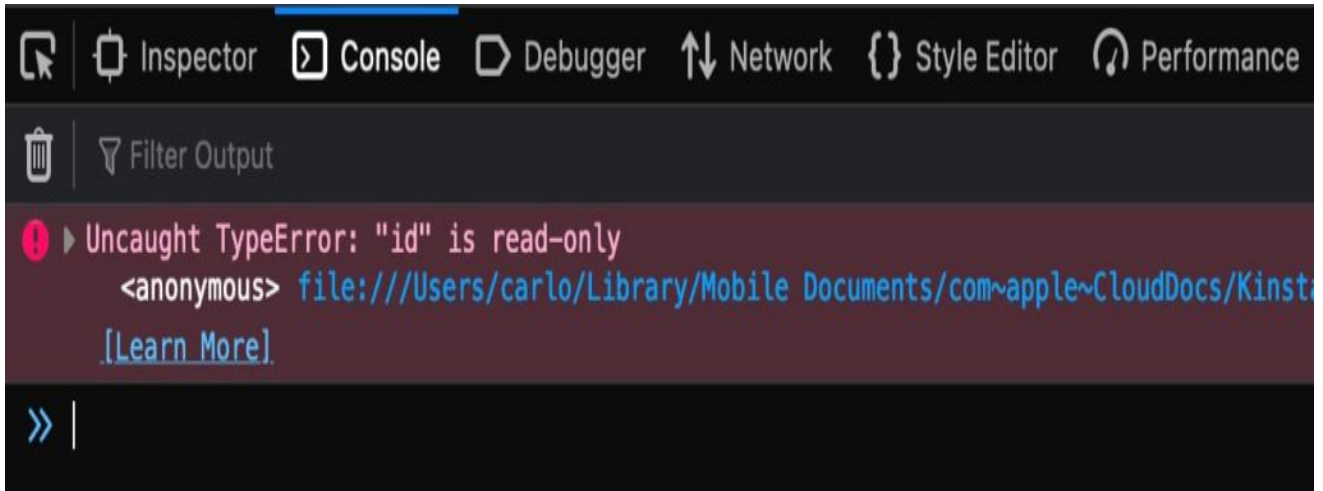 Inspector Console Debugger Network Style Editor Performance
Filter Output
Uncaught TypeError: "id" is read-only
<anonymous> file:///Users/carlo/Library/Mobile Documents/com~apple~CloudDocs/Kinsta
[Learn More]